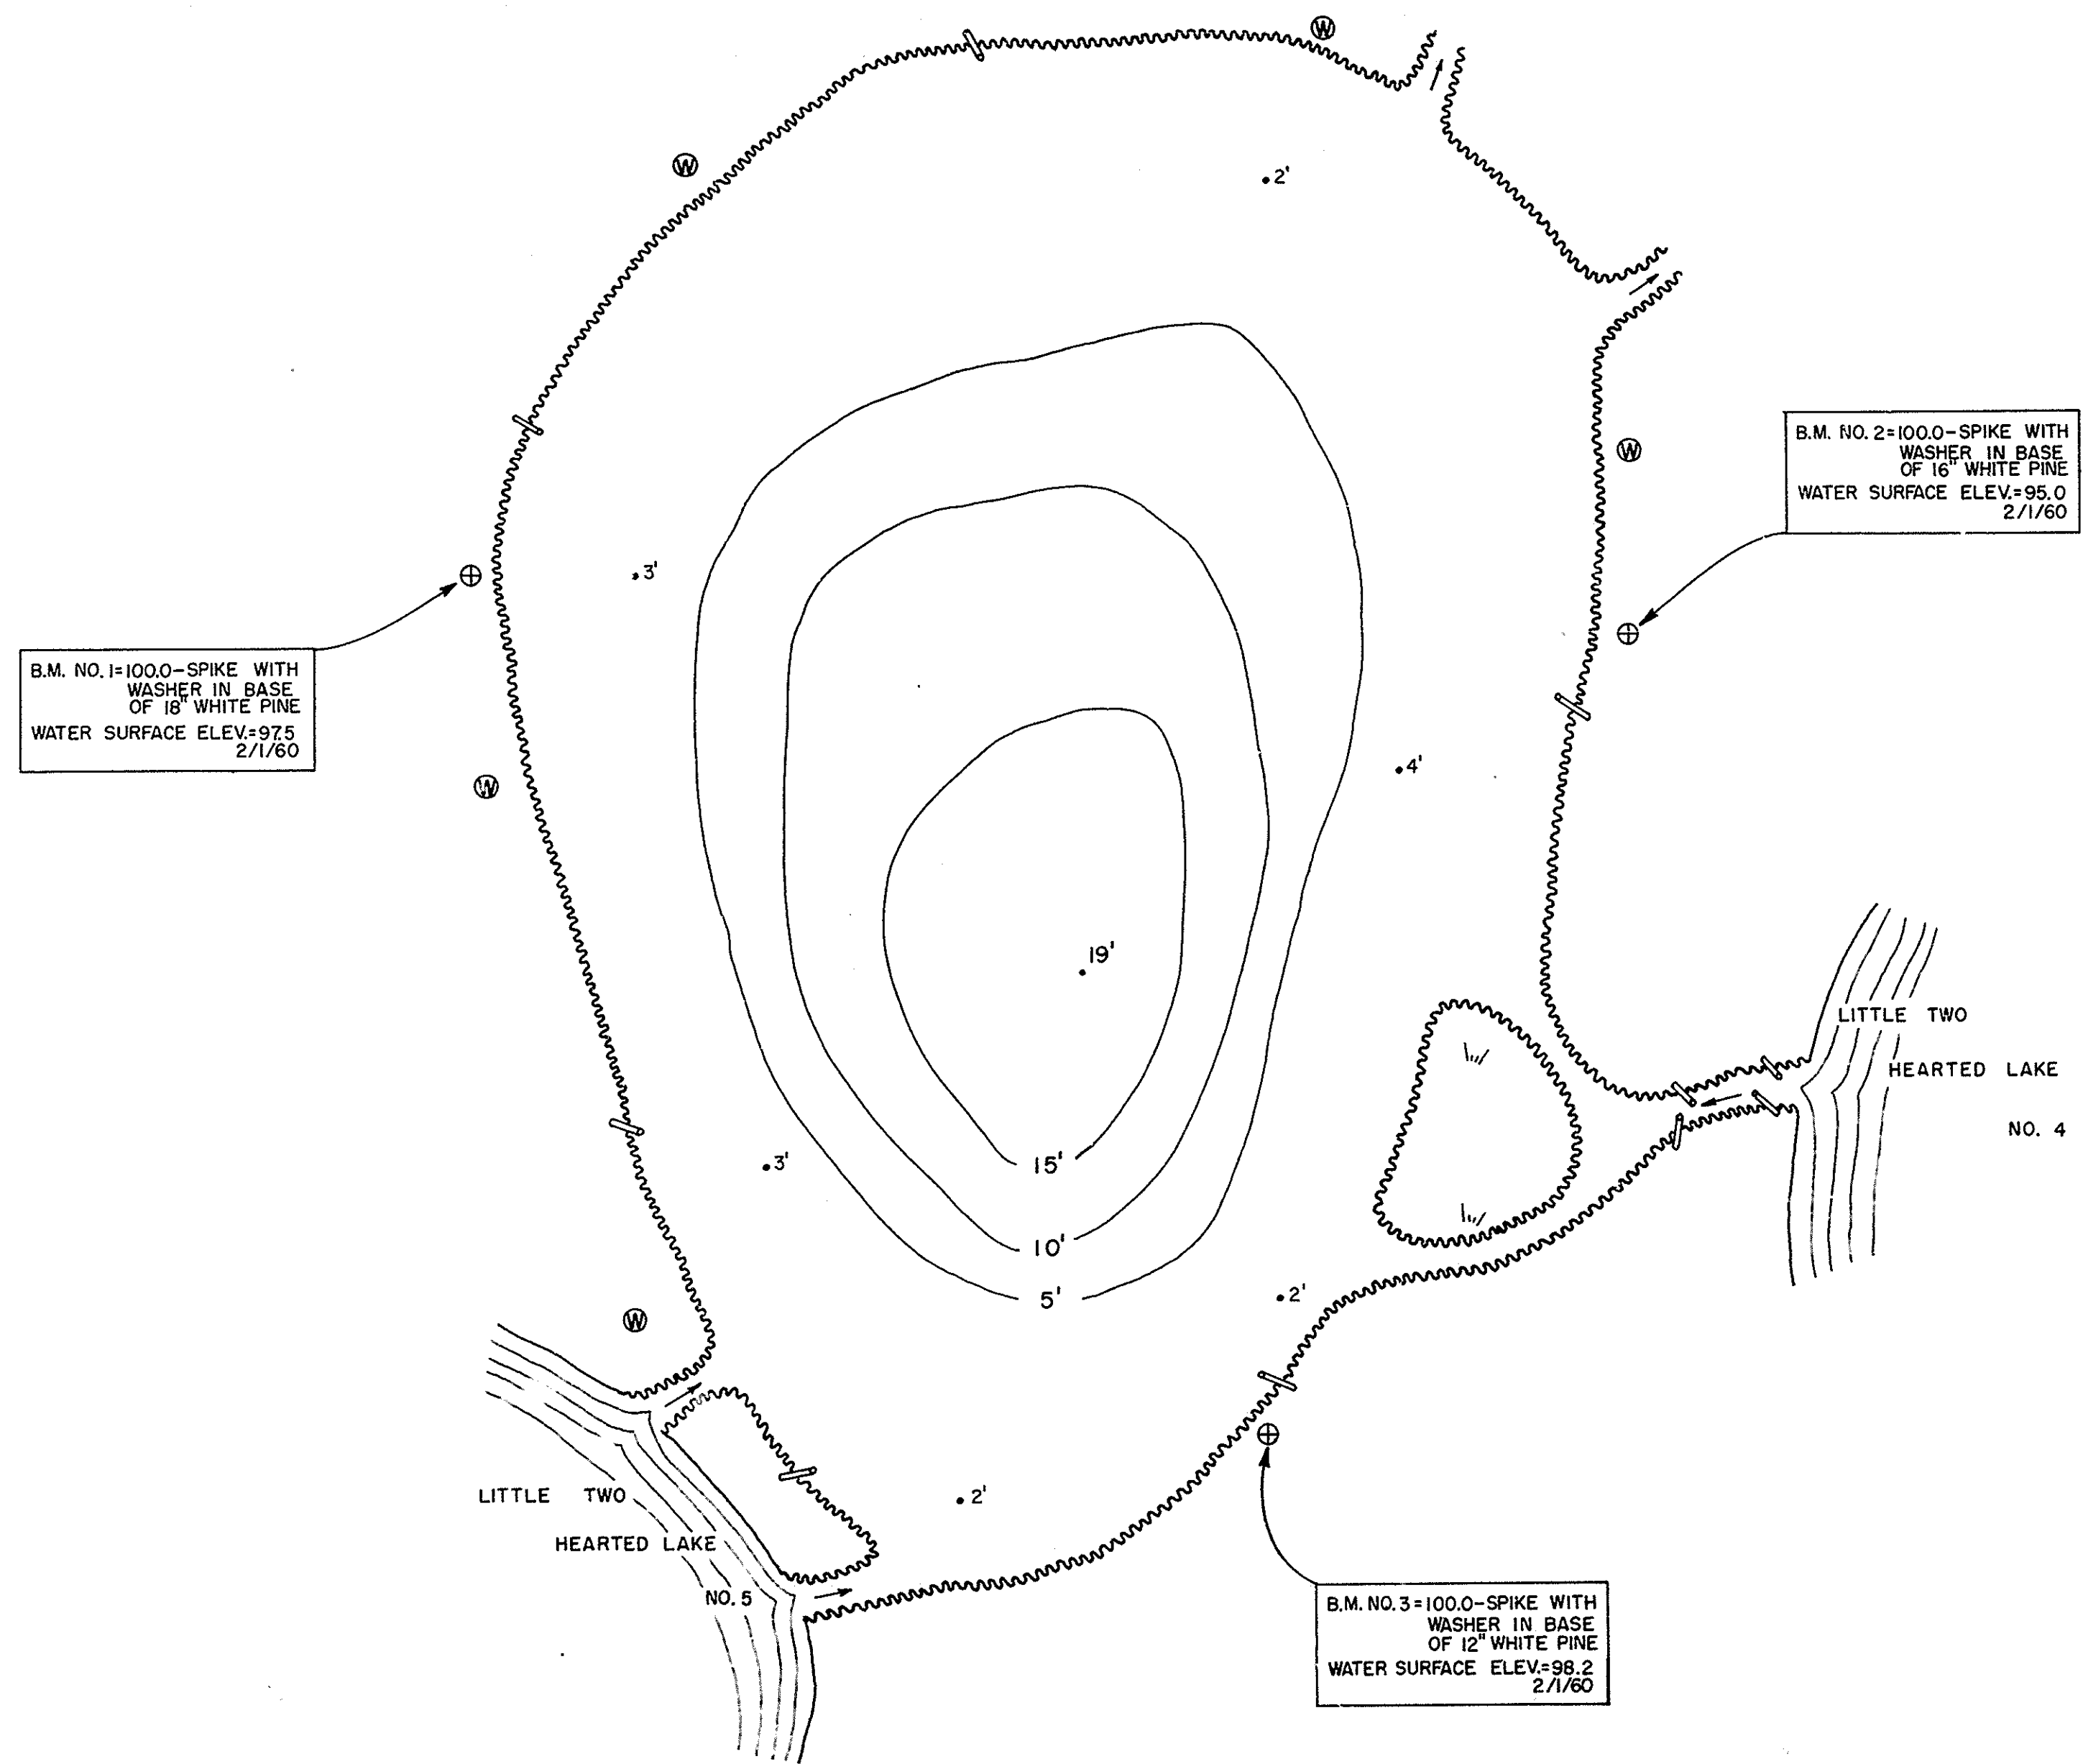 W
W
2'
B.M. NO. 2=100.0-SPIKE WITH
WASHER IN BASE
OF 16" WHITE PINE
WATER SURFACE ELEV.=95.0
2/1/60
W
3'
B.M. NO. 1=100.0-SPIKE WITH
WASHER IN BASE
OF 18" WHITE PINE
WATER SURFACE ELEV.=97.5
2/1/60
W
4'
19'
LITTLE TWO
HEARTED LAKE
NO. 4
3'
15'
10'
5'
2'
W
LITTLE TWO
HEARTED LAKE
NO. 5
2'
B.M. NO. 3=100.0-SPIKE WITH
WASHER IN BASE
OF 12" WHITE PINE
WATER SURFACE ELEV.=98.2
2/1/60